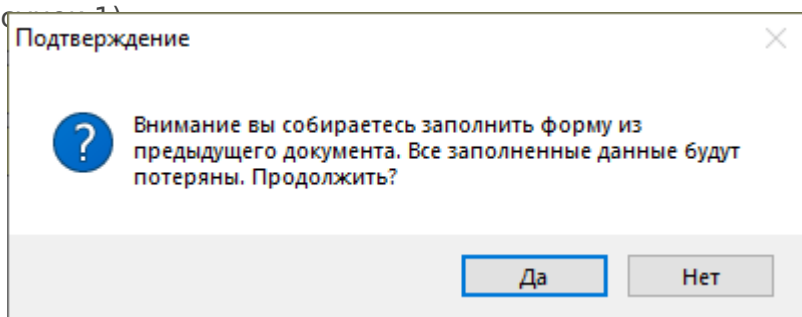 Подтверждение
Внимание вы собираетесь заполнить форму из
предыдущего документа. Все заполненные данные будут
потеряны. Продолжить?
Да
Нет